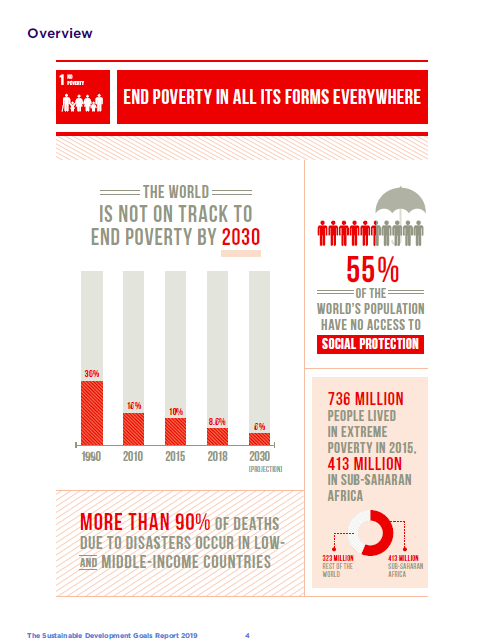 Overview
1 NO
POVERTY
END POVERTY IN ALL ITS FORMS EVERYWHERE
THE WORLD
IS NOT ON TRACK TO
END POVERTY BY 2030
36%
16%
10%
8.6%
6%
1990 2010 2015 2018 2030
(PROJECTION)
MORE THAN 90% OF DEATHS
DUE TO DISASTERS OCCUR IN LOW-
AND MIDDLE-INCOME COUNTRIES
55%
OF THE
WORLD'S POPULATION
HAVE NO ACCESS TO
SOCIAL PROTECTION
736 MILLION
PEOPLE LIVED
IN EXTREME
POVERTY IN 2015,
413 MILLION
IN SUB-SAHARAN
AFRICA
323 MILLION
REST OF THE
WORLD
413 MILLION
SUB-SAHARAN
AFRICA
The Sustainable Development Goals Report 2019 4